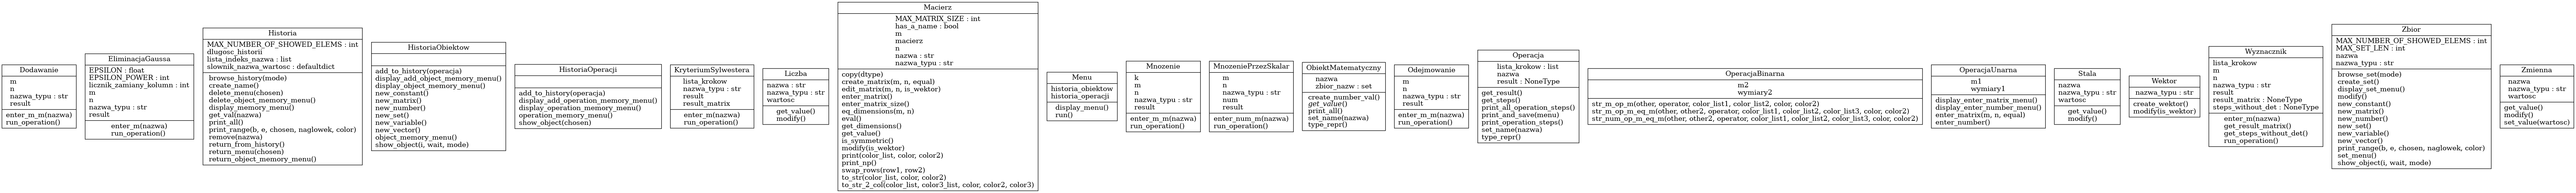 Dodawanie
m
n
nazwa_typu : str
result
enter_m_m(nazwa)
run_operation()
EliminacjaGaussa
EPSILON : float
EPSILON_POWER : int
licznik_zamiany_kolumn : int
m
n
nazwa_typu : str
result
enter_m(nazwa)
run_operation()
Historia
MAX_NUMBER_OF_SHOWED_ELEMS : int
dlugosc_historii
lista_indeks_nazwa : list
slownik_nazwa_wartosc : defaultdict
browse_history(mode)
create_name()
delete_menu(chosen)
delete_object_memory_menu()
display_memory_menu()
get_val(nazwa)
print_all()
print_range(b, e, chosen, naglowek, color)
remove(nazwa)
return_from_history()
return_menu(chosen)
return_object_memory_menu()
HistoriaObiektow
add_to_history(operacja)
display_add_object_memory_menu()
display_object_memory_menu()
new_constant()
new_matrix()
new_number()
new_set()
new_variable()
new_vector()
object_memory_menu()
show_object(i, wait, mode)
HistoriaOperacji
add_to_history(operacja)
display_add_operation_memory_menu()
display_operation_memory_menu()
operation_memory_menu()
show_object(chosen)
KryteriumSylwestera
lista_krokow
nazwa_typu : str
result
result_matrix
enter_m(nazwa)
run_operation()
Liczba
nazwa : str
nazwa_typu : str
wartosc
get_value()
modify()
Macierz
MAX_MATRIX_SIZE : int
has_a_name : bool
m
macierz
n
nazwa : str
nazwa_typu : str
copy(dtype)
create_matrix(m, n, equal)
edit_matrix(m, n, is_wektor)
enter_matrix()
enter_matrix_size()
eq_dimensions(m, n)
eval()
get_dimensions()
get_value()
is_symmetric()
modify(is_wektor)
print(color_list, color, color2)
print_np()
swap_rows(row1, row2)
to_str(color_list, color, color2)
to_str_2_col(color_list, color3_list, color, color2, color3)
Menu
historia_obiektow
historia_operacji
display_menu()
run()
Mnozenie
k
m
n
nazwa_typu : str
result
enter_m_m(nazwa)
run_operation()
MnozeniePrzezSkalar
m
n
nazwa_typu : str
num
result
enter_num_m(nazwa)
run_operation()
ObiektMatematyczny
nazwa
zbior_nazw : set
create_number_val()
get_value()
print_all()
set_name(nazwa)
type_repr()
Odejmowanie
m
n
nazwa_typu : str
result
enter_m_m(nazwa)
run_operation()
Operacja
lista_krokow : list
nazwa
result : NoneType
get_result()
get_steps()
print_all_operation_steps()
print_and_save(menu)
print_operation_steps()
set_name(nazwa)
type_repr()
OperacjaBinarna
m2
wymiary2
str_m_op_m(other, operator, color_list1, color_list2, color, color2)
str_m_op_m_eq_m(other, other2, operator, color_list1, color_list2, color_list3, color, color2)
str_num_op_m_eq_m(other, other2, operator, color_list1, color_list2, color_list3, color, color2)
OperacjaUnarna
m1
wymiary1
display_enter_matrix_menu()
display_enter_number_menu()
enter_matrix(m, n, equal)
enter_number()
Stala
nazwa
nazwa_typu : str
wartosc
get_value()
modify()
Wektor
nazwa_typu : str
create_wektor()
modify(is_wektor)
Wyznacznik
lista_krokow
m
n
nazwa_typu : str
result
result_matrix : NoneType
steps_without_det : NoneType
enter_m(nazwa)
get_result_matrix()
get_steps_without_det()
run_operation()
Zbior
MAX_NUMBER_OF_SHOWED_ELEMS : int
MAX_SET_LEN : int
nazwa
nazwa_typu : str
browse_set(mode)
create_set()
display_set_menu()
modify()
new_constant()
new_matrix()
new_number()
new_set()
new_variable()
new_vector()
print_range(b, e, chosen, naglowek, color)
set_menu()
show_object(i, wait, mode)
Zmienna
nazwa
nazwa_typu : str
wartosc
get_value()
modify()
set_value(wartosc)